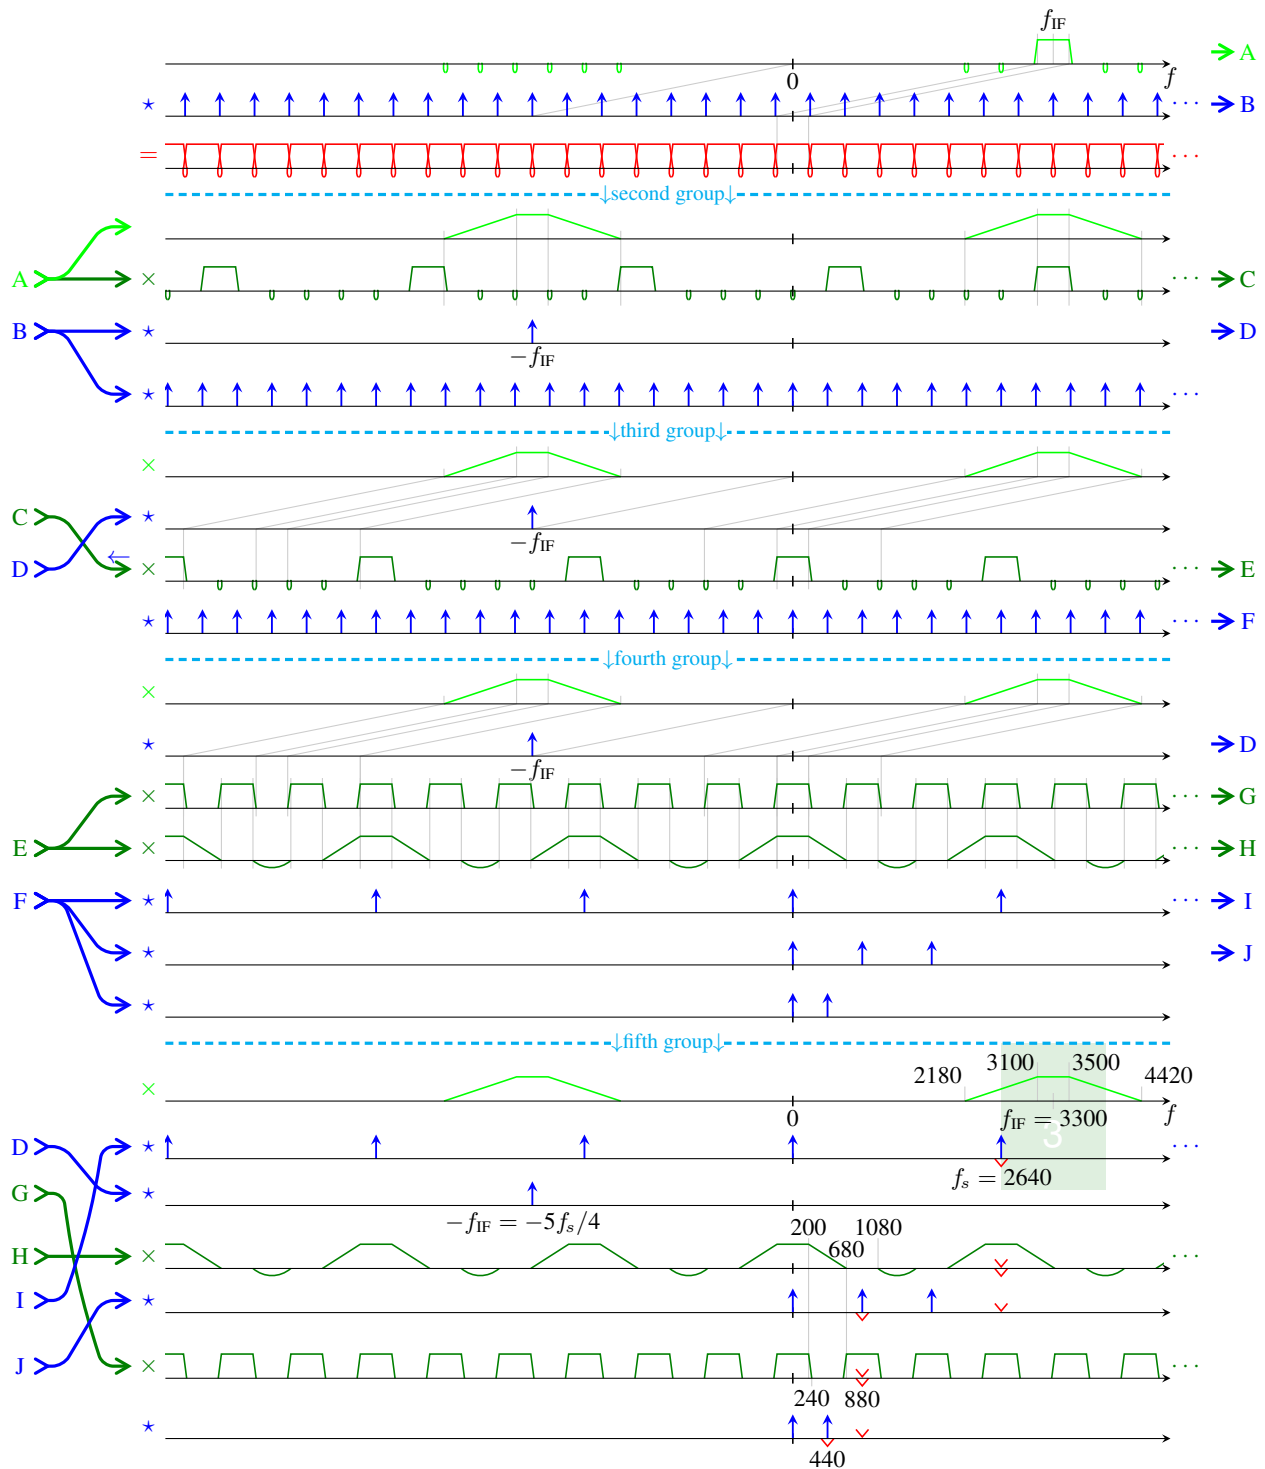 f_IF
A
0
f
⋆ ··· B
= ···
↓second group↓
A × ··· C
B ⋆ D
−f_IF
⋆ ···
↓third group↓
×
C ⋆
−f_IF
←
D × ··· E
⋆ ··· F
↓fourth group↓
×
⋆ D
−f_IF
× ··· G
E × ··· H
F ⋆ ··· I
⋆ J
⋆
↓fifth group↓
3100 3500
2180 4420
×
0 f_IF = 3300 f
3
D ⋆ ···
f_s = 2640
G ⋆
−f_IF = −5f_s/4 200 1080
680
H × ···
I ⋆
J × ···
240 880
⋆
440